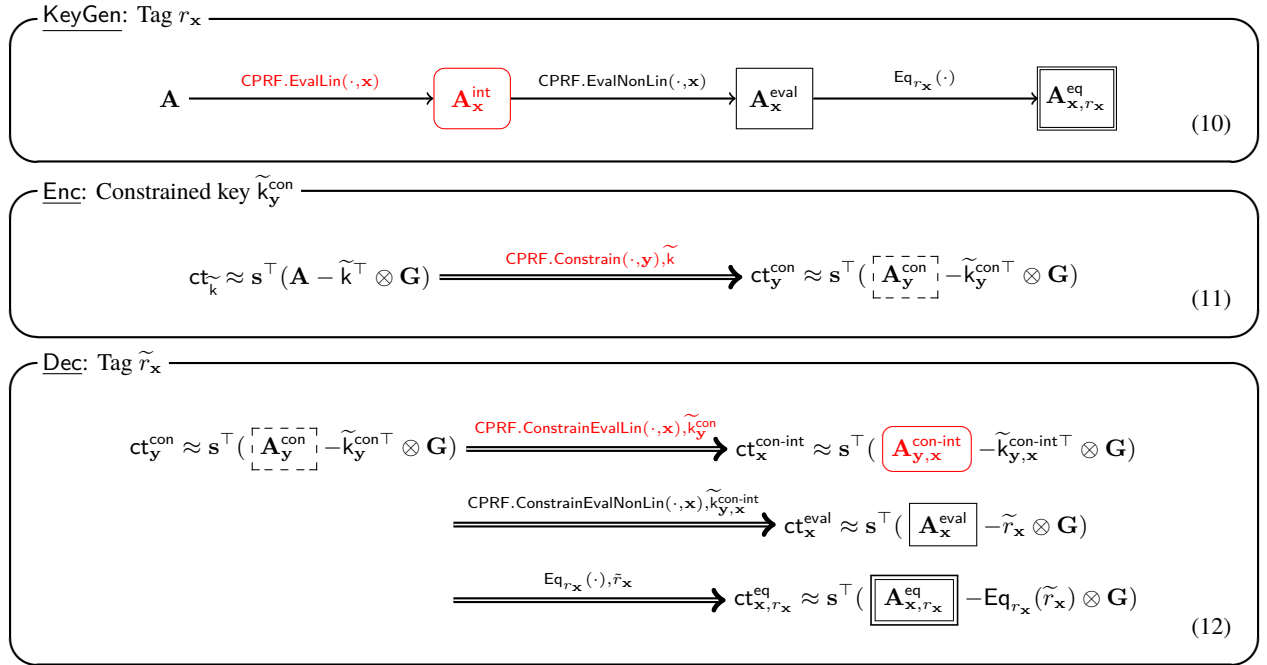 KeyGen: Tag r_x
A CPRF.EvalLin(·,x) A_x^int CPRF.EvalNonLin(·,x) A_x^eval Eq_{r_x}(·) A_{x,r_x}^eq
(10)
Enc: Constrained key k̃_y^con
ct_k̃ ≈ s^⊤(A − k̃^⊤ ⊗ G) CPRF.Constrain(·,y),k̃ ct_y^con ≈ s^⊤( A_y^con −k̃_y^{con⊤} ⊗ G)
(11)
Dec: Tag r̃_x
ct_y^con ≈ s^⊤( A_y^con −k̃_y^{con⊤} ⊗ G) CPRF.ConstrainEvalLin(·,x),k̃_y^con ct_x^{con-int} ≈ s^⊤( A_{y,x}^{con-int} −k̃_{y,x}^{con-int⊤} ⊗ G)
CPRF.ConstrainEvalNonLin(·,x),k̃_{y,x}^{con-int} ct_x^eval ≈ s^⊤( A_x^eval −r̃_x ⊗ G)
Eq_{r_x}(·),r̃_x ct_{x,r_x}^eq ≈ s^⊤( A_{x,r_x}^eq −Eq_{r_x}(r̃_x) ⊗ G)
(12)